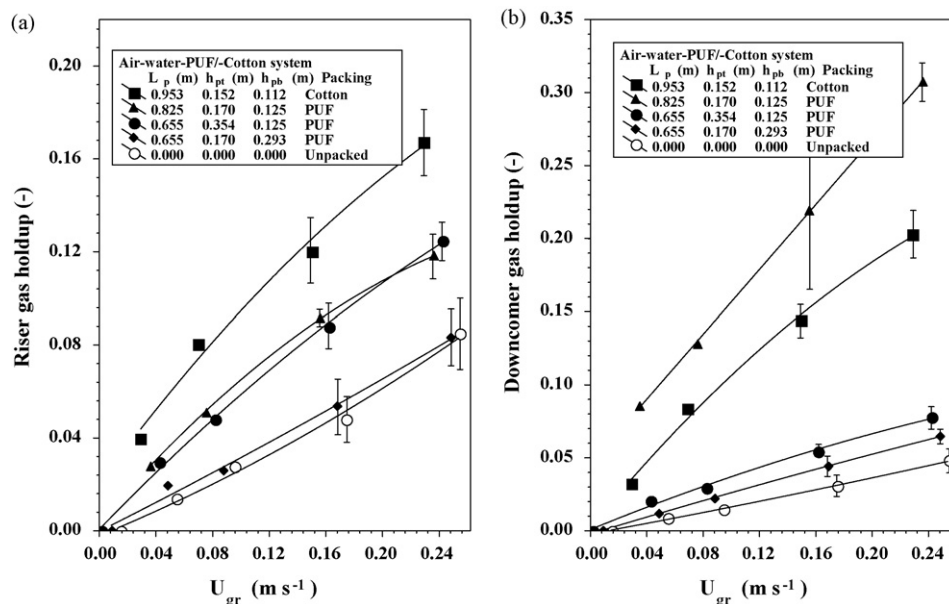 (a)
Riser gas holdup (-)
0.20
0.16
0.12
0.08
0.04
0.00
Air-water-PUF/-Cotton system
L p (m) h pt (m) h pb (m) Packing
0.953 0.152 0.112 Cotton
0.825 0.170 0.125 PUF
0.655 0.354 0.125 PUF
0.655 0.170 0.293 PUF
0.000 0.000 0.000 Unpacked
0.00 0.04 0.08 0.12 0.16 0.20 0.24
U gr (m s -1)
(b)
Downcomer gas holdup (-)
0.35
0.30
0.25
0.20
0.15
0.10
0.05
0.00
Air-water-PUF/-Cotton system
L p (m) h pt (m) h pb (m) Packing
0.953 0.152 0.112 Cotton
0.825 0.170 0.125 PUF
0.655 0.354 0.125 PUF
0.655 0.170 0.293 PUF
0.000 0.000 0.000 Unpacked
0.00 0.04 0.08 0.12 0.16 0.20 0.24
U gr (m s -1)